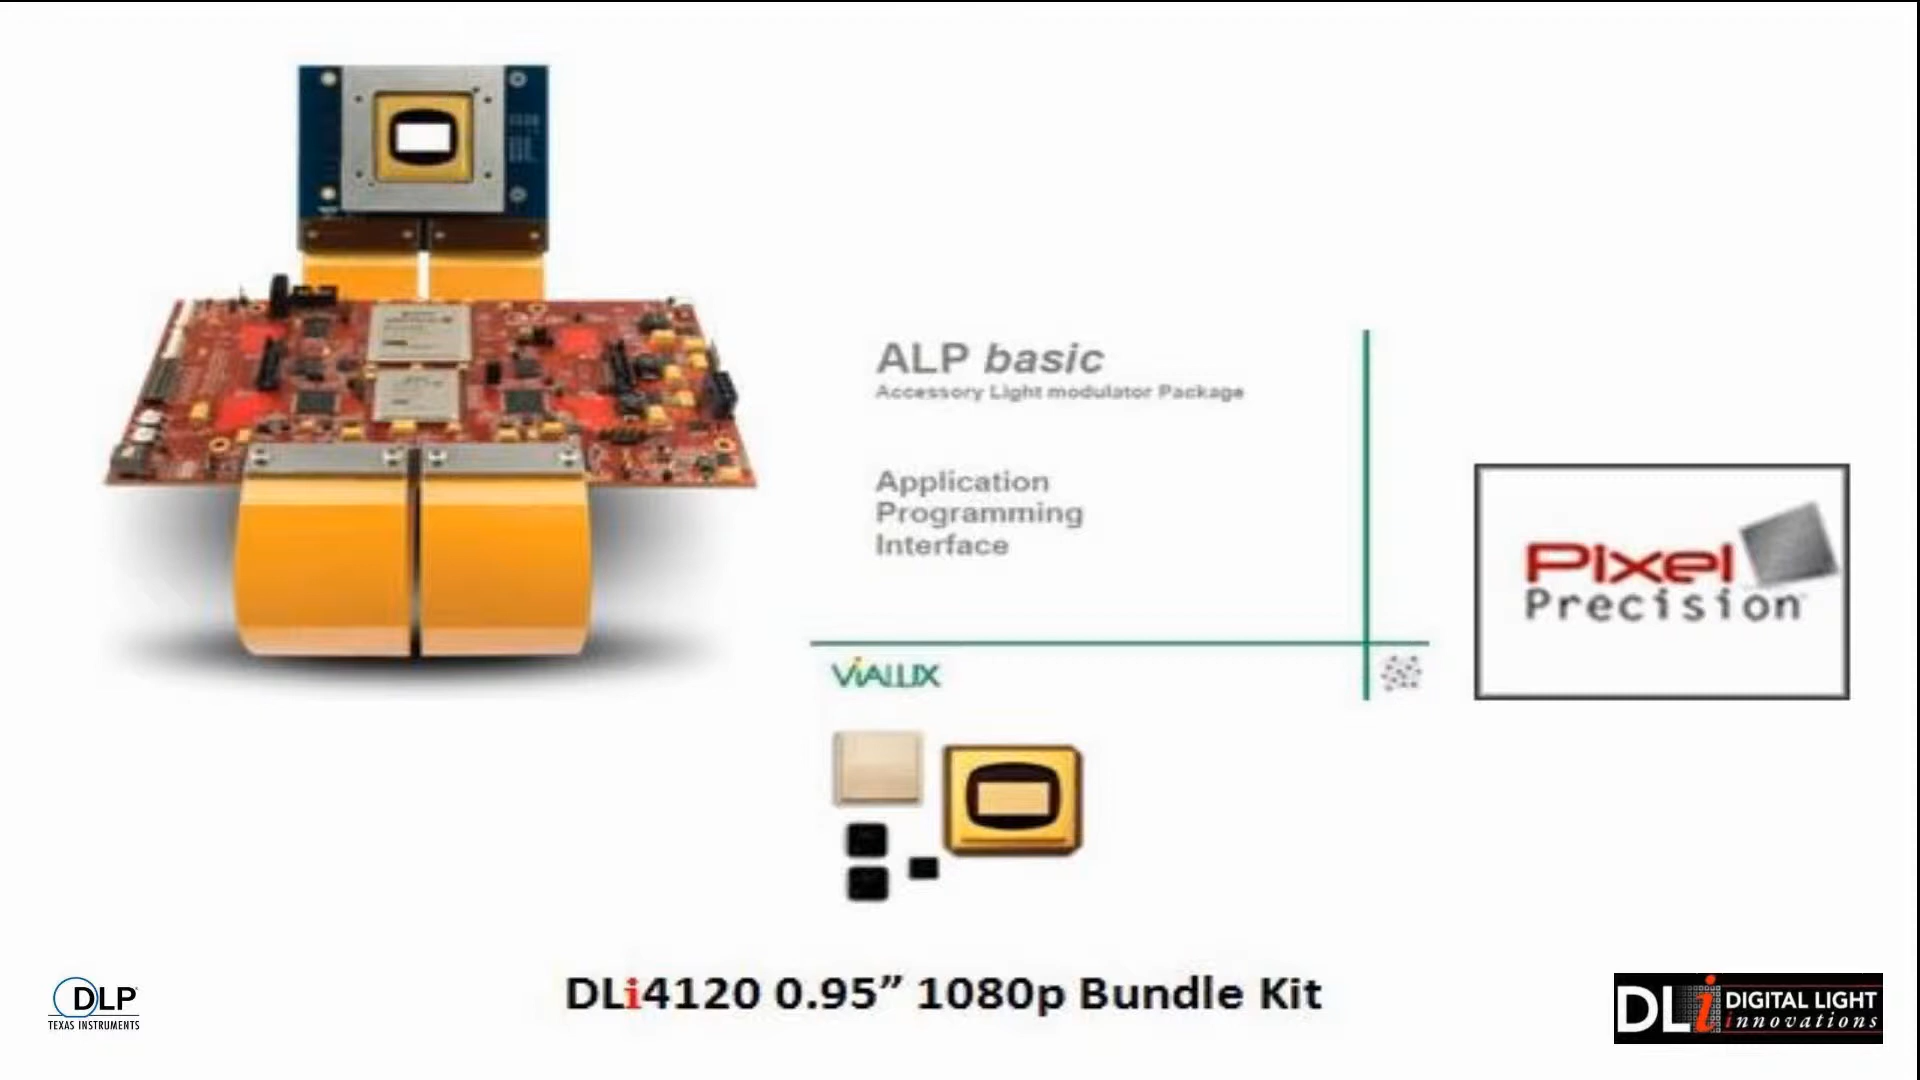 ALP basic
Accessory Light modulator Package
Application
Programming
Interface
ViALUX
Pixel
Precision
DLi4120 0.95” 1080p Bundle Kit
DLP
TEXAS INSTRUMENTS
DLi DIGITAL LIGHT
innovations